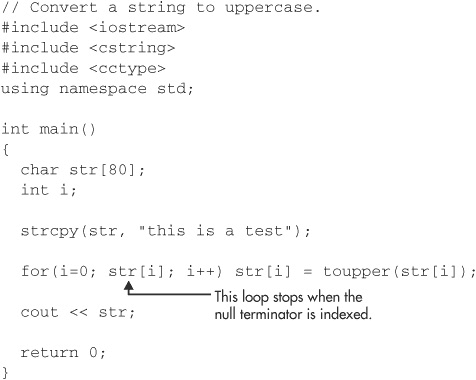 // Convert a string to uppercase.
#include <iostream>
#include <cstring>
#include <cctype>
using namespace std;
int main()
{
char str[80];
int i;
strcpy(str, "this is a test");
for(i=0; str[i]; i++) str[i] = toupper(str[i]);
This loop stops when the
null terminator is indexed.
cout << str;
return 0;
}